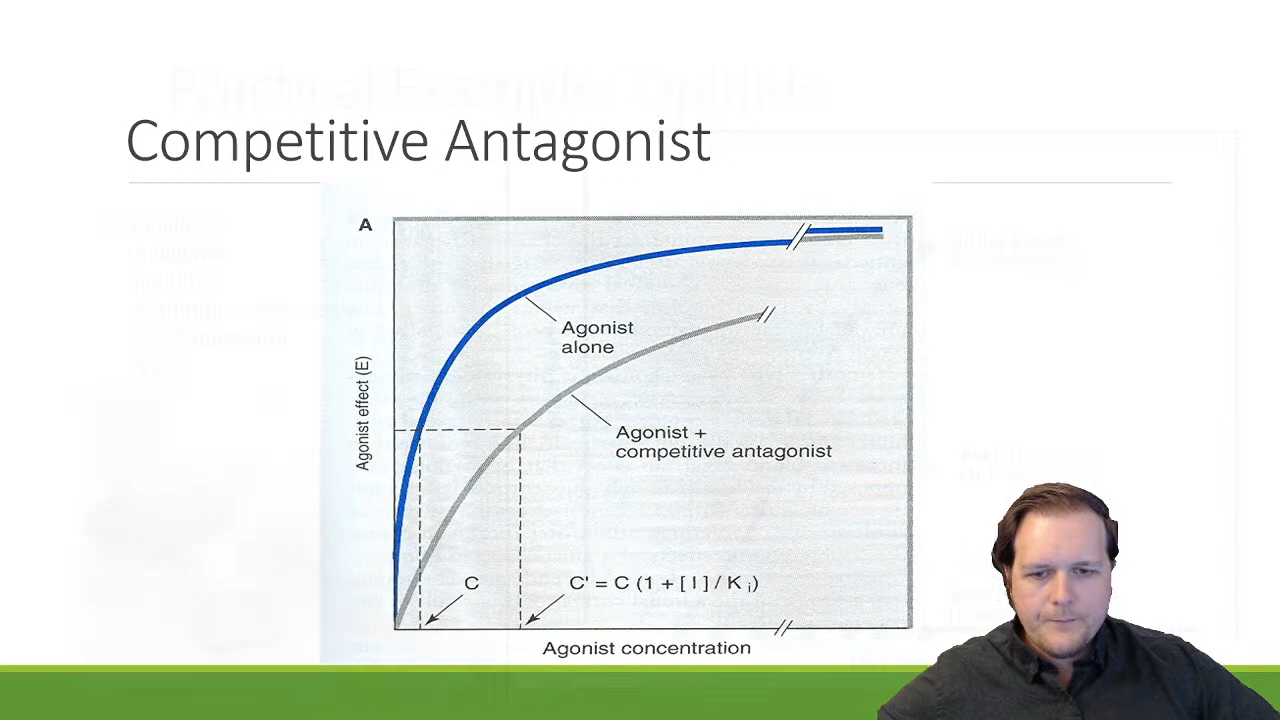 Competitive Antagonist
A
Agonist
alone
Agonist effect (E)
Agonist +
competitive antagonist
C
C' = C (1 + [ I ] / K i)
Agonist concentration